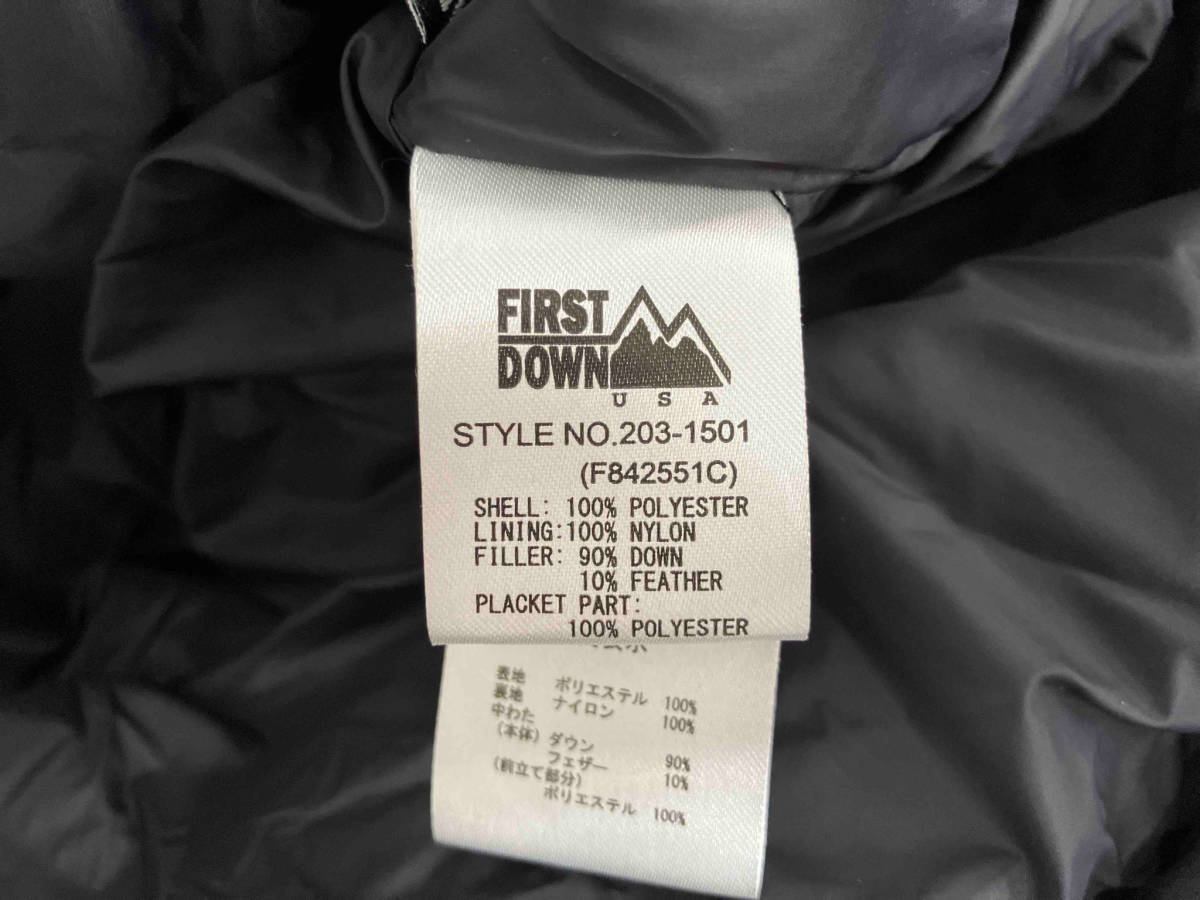 FIRST
DOWN
USA
STYLE NO.203-1501
(F842551C)
SHELL: 100% POLYESTER
LINING:100% NYLON
FILLER: 90% DOWN
10% FEATHER
PLACKET PART:
100% POLYESTER
表地 ポリエステル 100%
裏地 ナイロン 100%
中わた
(本体) ダウン 90%
フェザー 10%
(前立て部分)
ポリエステル 100%